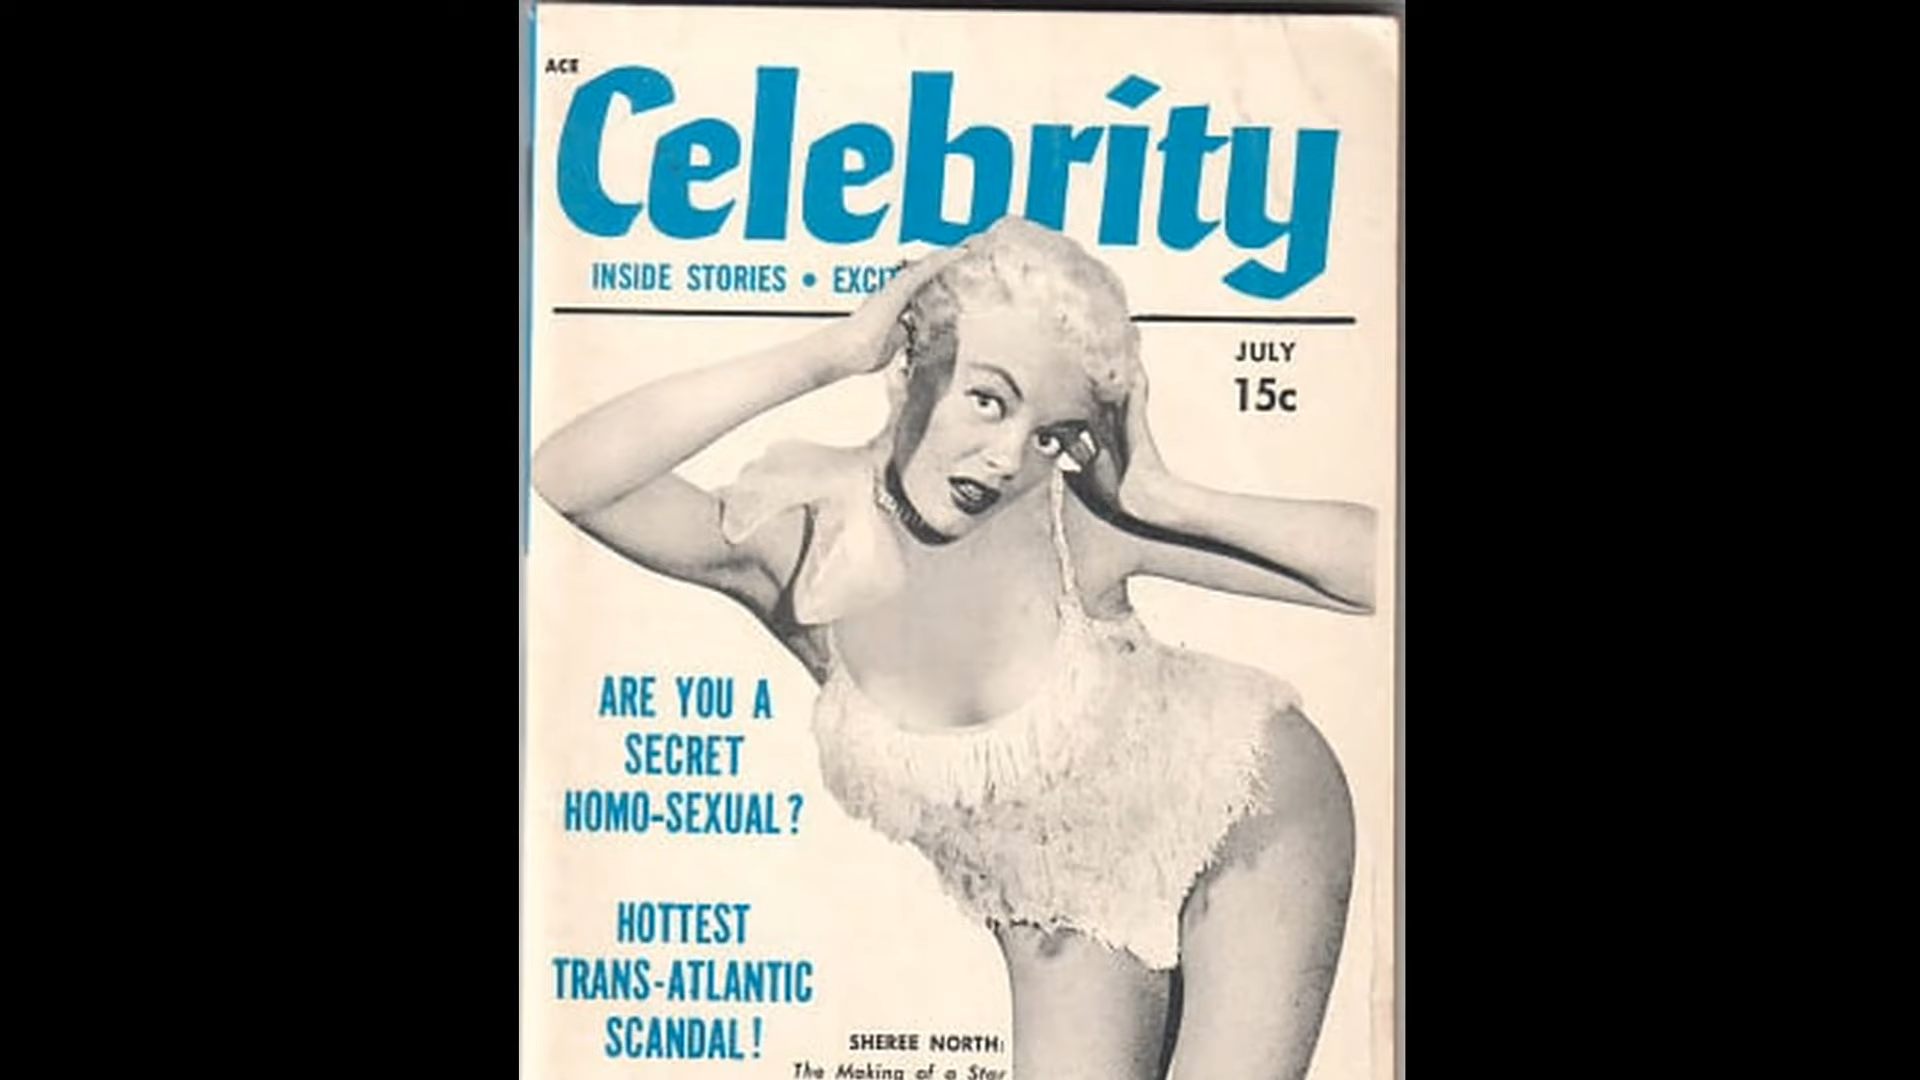 ACE
Celebrity
INSIDE STORIES • EXCIT
JULY
15c
ARE YOU A
SECRET
HOMO-SEXUAL?
HOTTEST
TRANS-ATLANTIC
SCANDAL!
SHEREE NORTH:
The Making of a Star